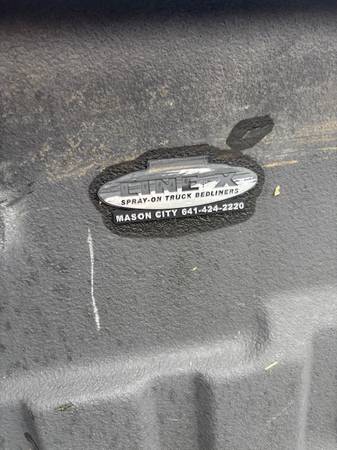 LINE-X
SPRAY-ON TRUCK BEDLINERS
MASON CITY 641-424-2220